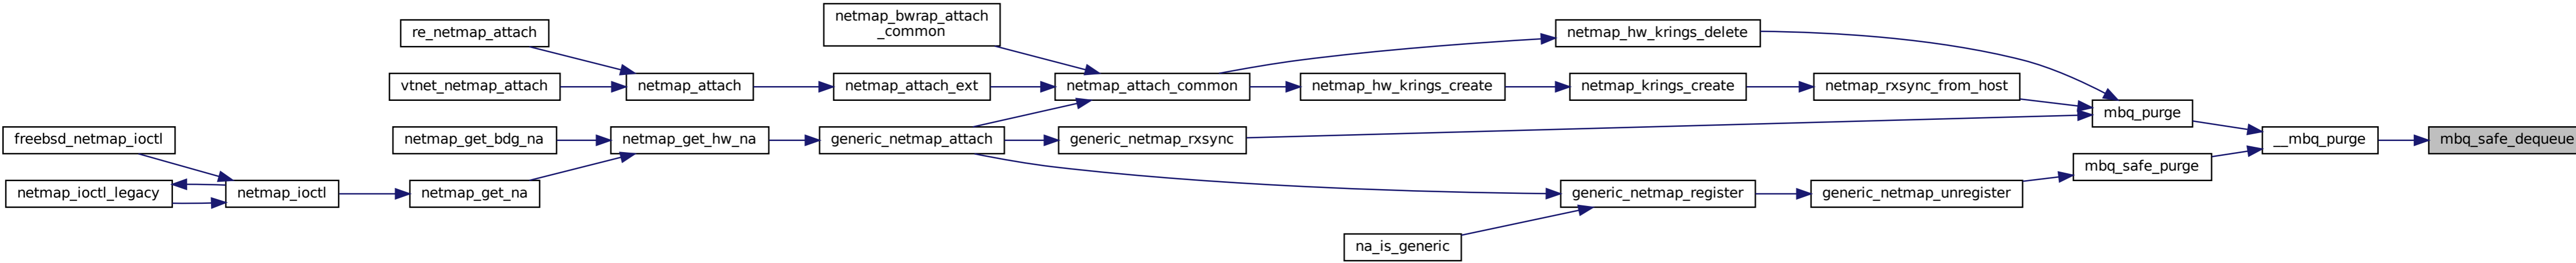 netmap_bwrap_attach
_common
re_netmap_attach
netmap_hw_krings_delete
vtnet_netmap_attach
netmap_attach
netmap_attach_ext
netmap_attach_common
netmap_hw_krings_create
netmap_krings_create
netmap_rxsync_from_host
mbq_purge
freebsd_netmap_ioctl
netmap_get_bdg_na
netmap_get_hw_na
generic_netmap_attach
generic_netmap_rxsync
__mbq_purge
mbq_safe_dequeue
mbq_safe_purge
netmap_ioctl_legacy
netmap_ioctl
netmap_get_na
generic_netmap_register
generic_netmap_unregister
na_is_generic